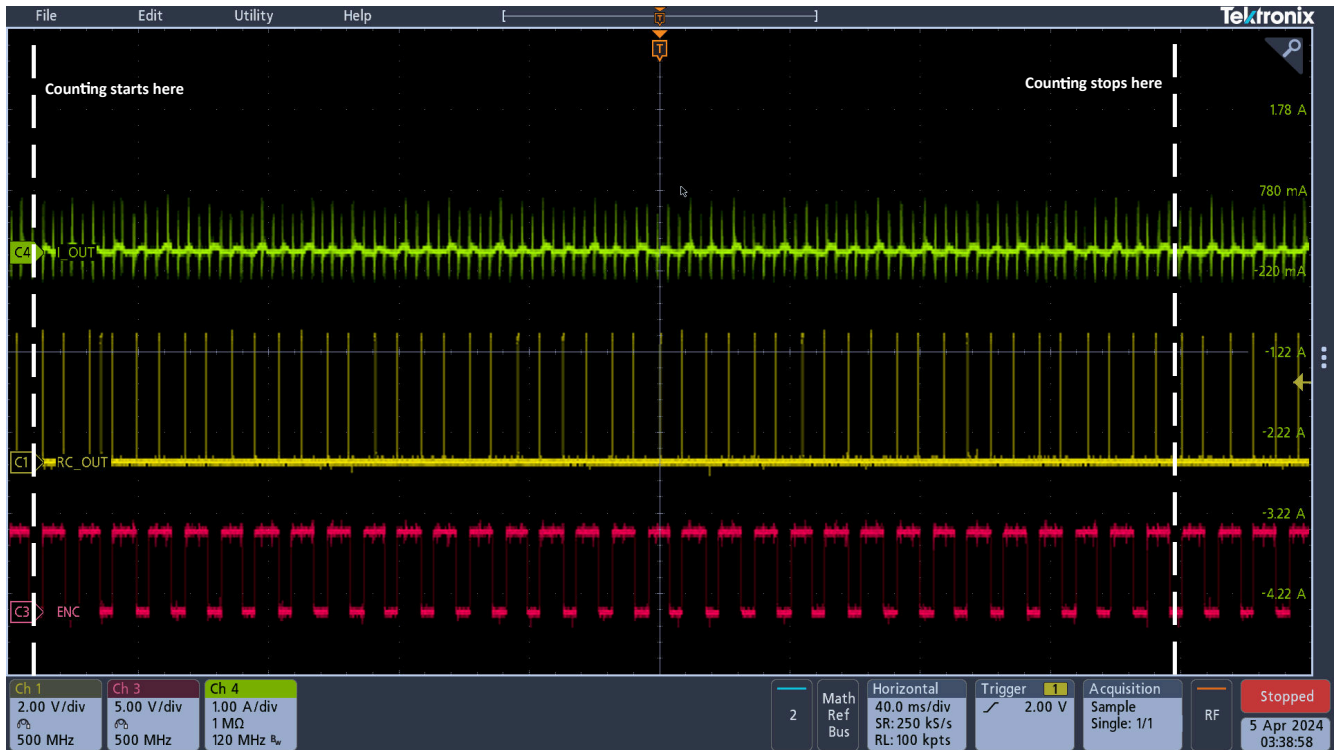 File Edit Utility Help [ T ] Tektronix
T
Counting starts here
Counting stops here
1.78 A
780 mA
C4 I_OUT
-220 mA
-1.22 A
-2.22 A
C1 RC_OUT
-3.22 A
-4.22 A
C3 ENC
Ch 1 Ch 3 Ch 4
2.00 V/div 5.00 V/div 1.00 A/div
1 MΩ
500 MHz 500 MHz 120 MHz Bw
2
Math
Ref
Bus
Horizontal
40.0 ms/div
SR: 250 kS/s
RL: 100 kpts
Trigger 1
2.00 V
Acquisition
Sample
Single: 1/1
RF
Stopped
5 Apr 2024
03:38:58